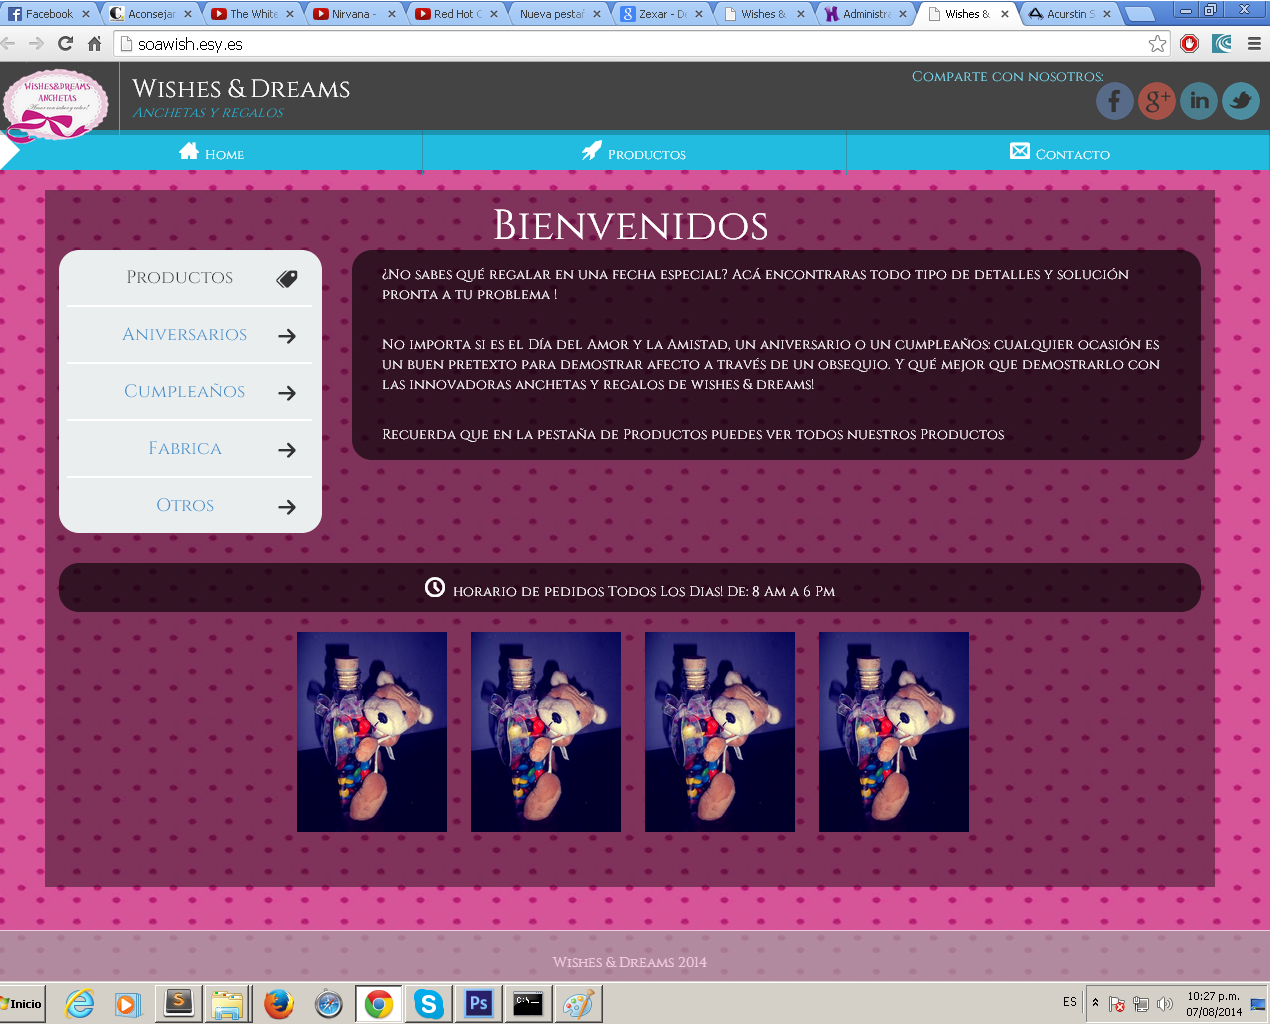 Facebook
Aconsejar
The White
Nirvana -
Red Hot C
Nueva pestañ
Zexar - De
Wishes &
Administra
Wishes &
Acurstin S
soawish.esy.es
Wishes&Dreams
Anchetas
Wishes & Dreams
Anchetas y regalos
Comparte con nosotros:
Home
Productos
Contacto
Bienvenidos
Productos
Aniversarios
Cumpleaños
Fabrica
Otros
¿No sabes qué regalar en una fecha especial? Acá encontraras todo tipo de detalles y solución
pronta a tu problema !
No importa si es el Día del Amor y la Amistad, un aniversario o un cumpleaños: cualquier ocasión es
un buen pretexto para demostrar afecto a través de un obsequio. Y qué mejor que demostrarlo con
las innovadoras anchetas y regalos de wishes & dreams!
Recuerda que en la pestaña de Productos puedes ver todos nuestros Productos
horario de pedidos Todos Los Dias! De: 8 Am a 6 Pm
Wishes & Dreams 2014
Inicio
ES
10:27 p.m.
07/08/2014